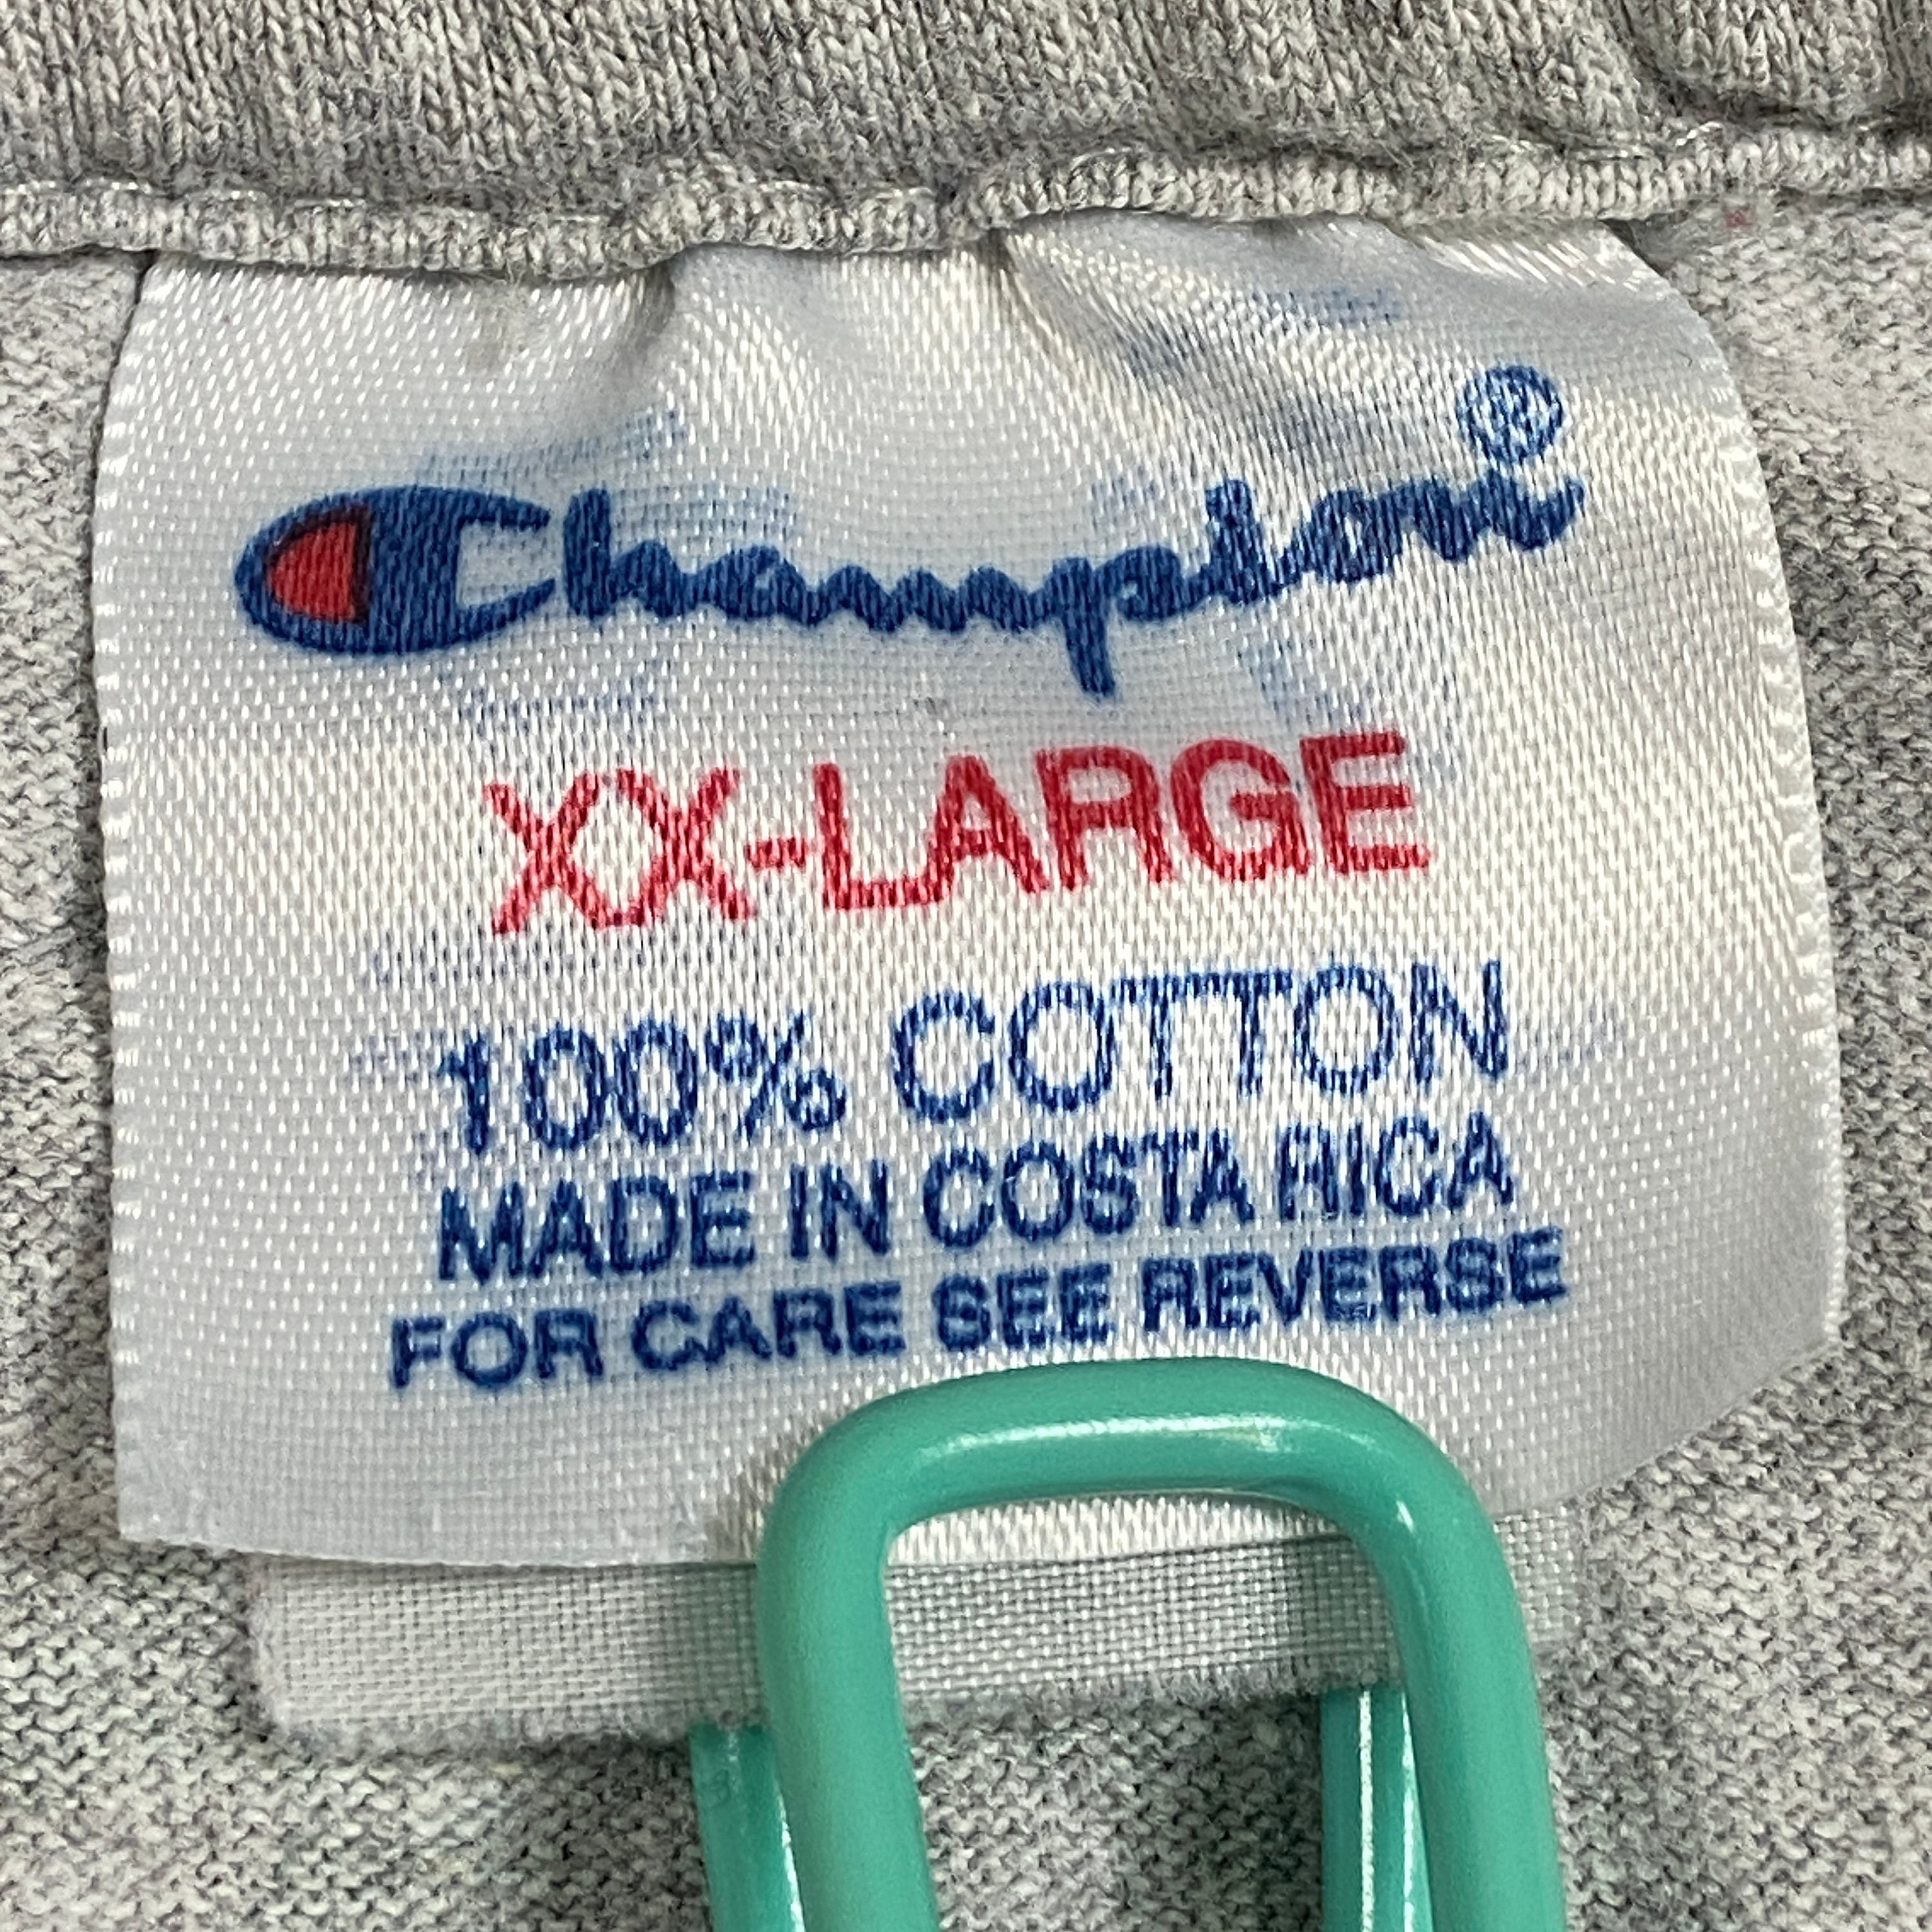 Champion®
XX-LARGE
100% COTTON
MADE IN COSTA RICA
FOR CARE SEE REVERSE